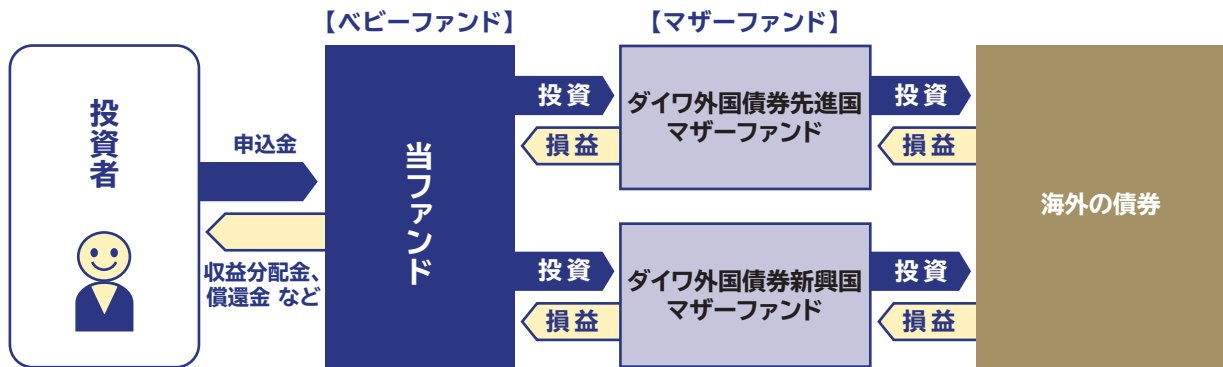 【ベビーファンド】
【マザーファンド】
投資者
申込金
収益分配金、
償還金 など
当ファンド
投資
損益
ダイワ外国債券先進国
マザーファンド
投資
損益
投資
損益
ダイワ外国債券新興国
マザーファンド
投資
損益
海外の債券